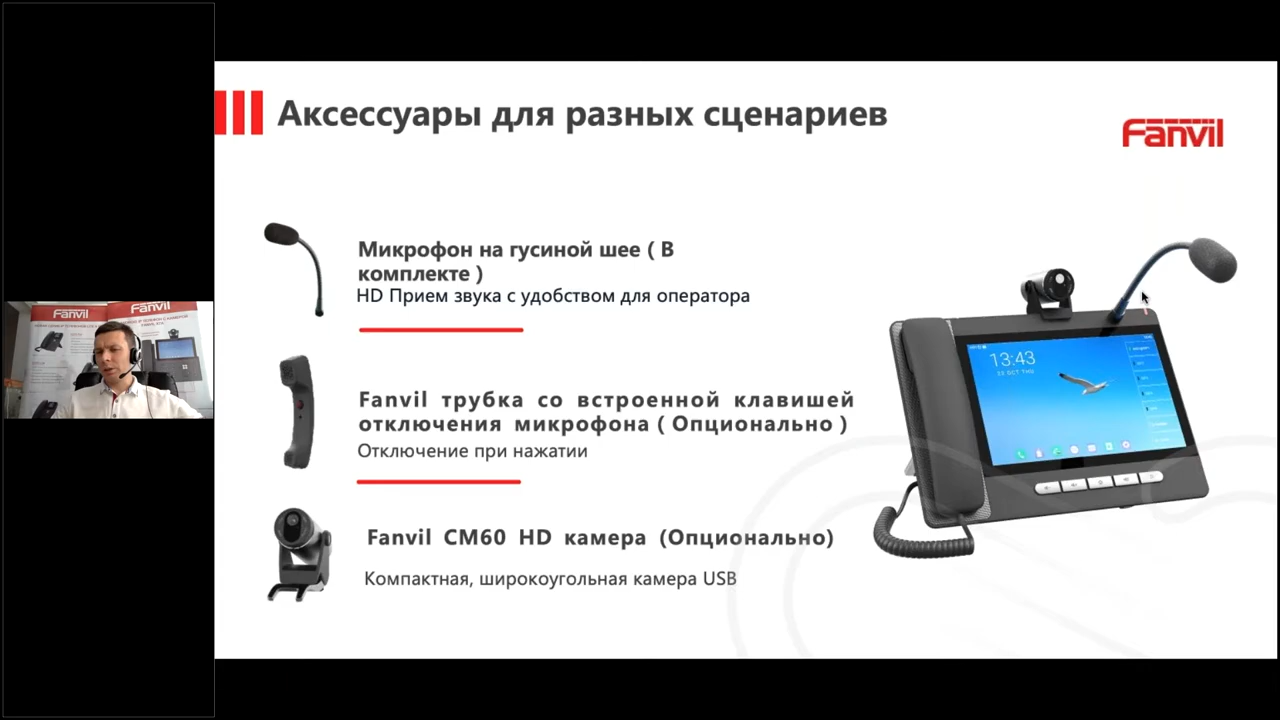 Аксессуары для разных сценариев
Fanvil
Микрофон на гусиной шее ( В
комплекте )
HD Прием звука с удобством для оператора
Fanvil трубка со встроенной клавишей
отключения микрофона ( Опционально )
Отключение при нажатии
Fanvil CM60 HD камера (Опционально)
Компактная, широкоугольная камера USB
13:43
Fanvil
Fanvil